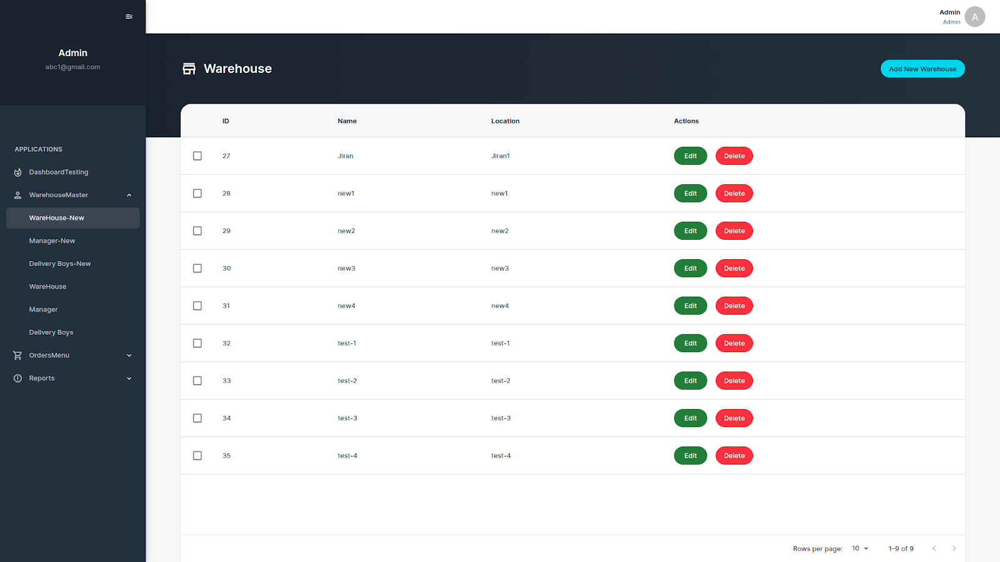 Admin
abc1@gmail.com
APPLICATIONS
DashboardTesting
WarehouseMaster
WareHouse-New
Manager-New
Delivery Boys-New
WareHouse
Manager
Delivery Boys
OrdersMenu
Reports
Admin
Admin
A
Warehouse
Add New Warehouse
ID Name Location Actions
27 Jiran Jiran1 Edit Delete
28 new1 new1 Edit Delete
29 new2 new2 Edit Delete
30 new3 new3 Edit Delete
31 new4 new4 Edit Delete
32 test-1 test-1 Edit Delete
33 test-2 test-2 Edit Delete
34 test-3 test-3 Edit Delete
35 test-4 test-4 Edit Delete
Rows per page: 10 1–9 of 9